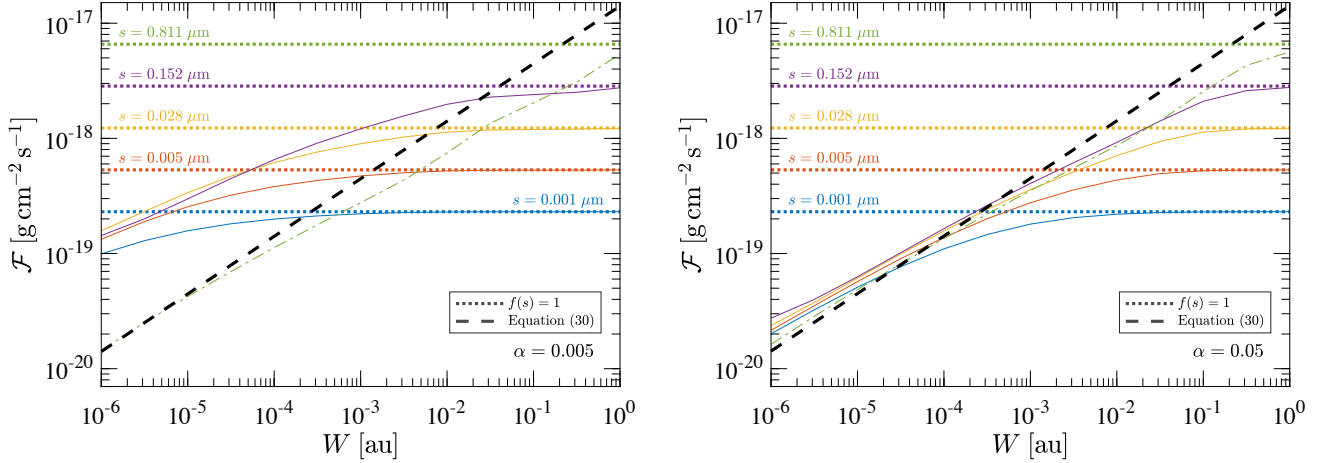 10^{-17}
10^{-18}
10^{-19}
10^{-20}
ℱ [g cm^{-2} s^{-1}]
s = 0.811 μm
s = 0.152 μm
s = 0.028 μm
s = 0.005 μm
s = 0.001 μm
f(s) = 1
Equation (30)
α = 0.005
10^{-6} 10^{-5} 10^{-4} 10^{-3} 10^{-2} 10^{-1} 10^{0}
W [au]
10^{-17}
10^{-18}
10^{-19}
10^{-20}
ℱ [g cm^{-2} s^{-1}]
s = 0.811 μm
s = 0.152 μm
s = 0.028 μm
s = 0.005 μm
s = 0.001 μm
f(s) = 1
Equation (30)
α = 0.05
10^{-6} 10^{-5} 10^{-4} 10^{-3} 10^{-2} 10^{-1} 10^{0}
W [au]